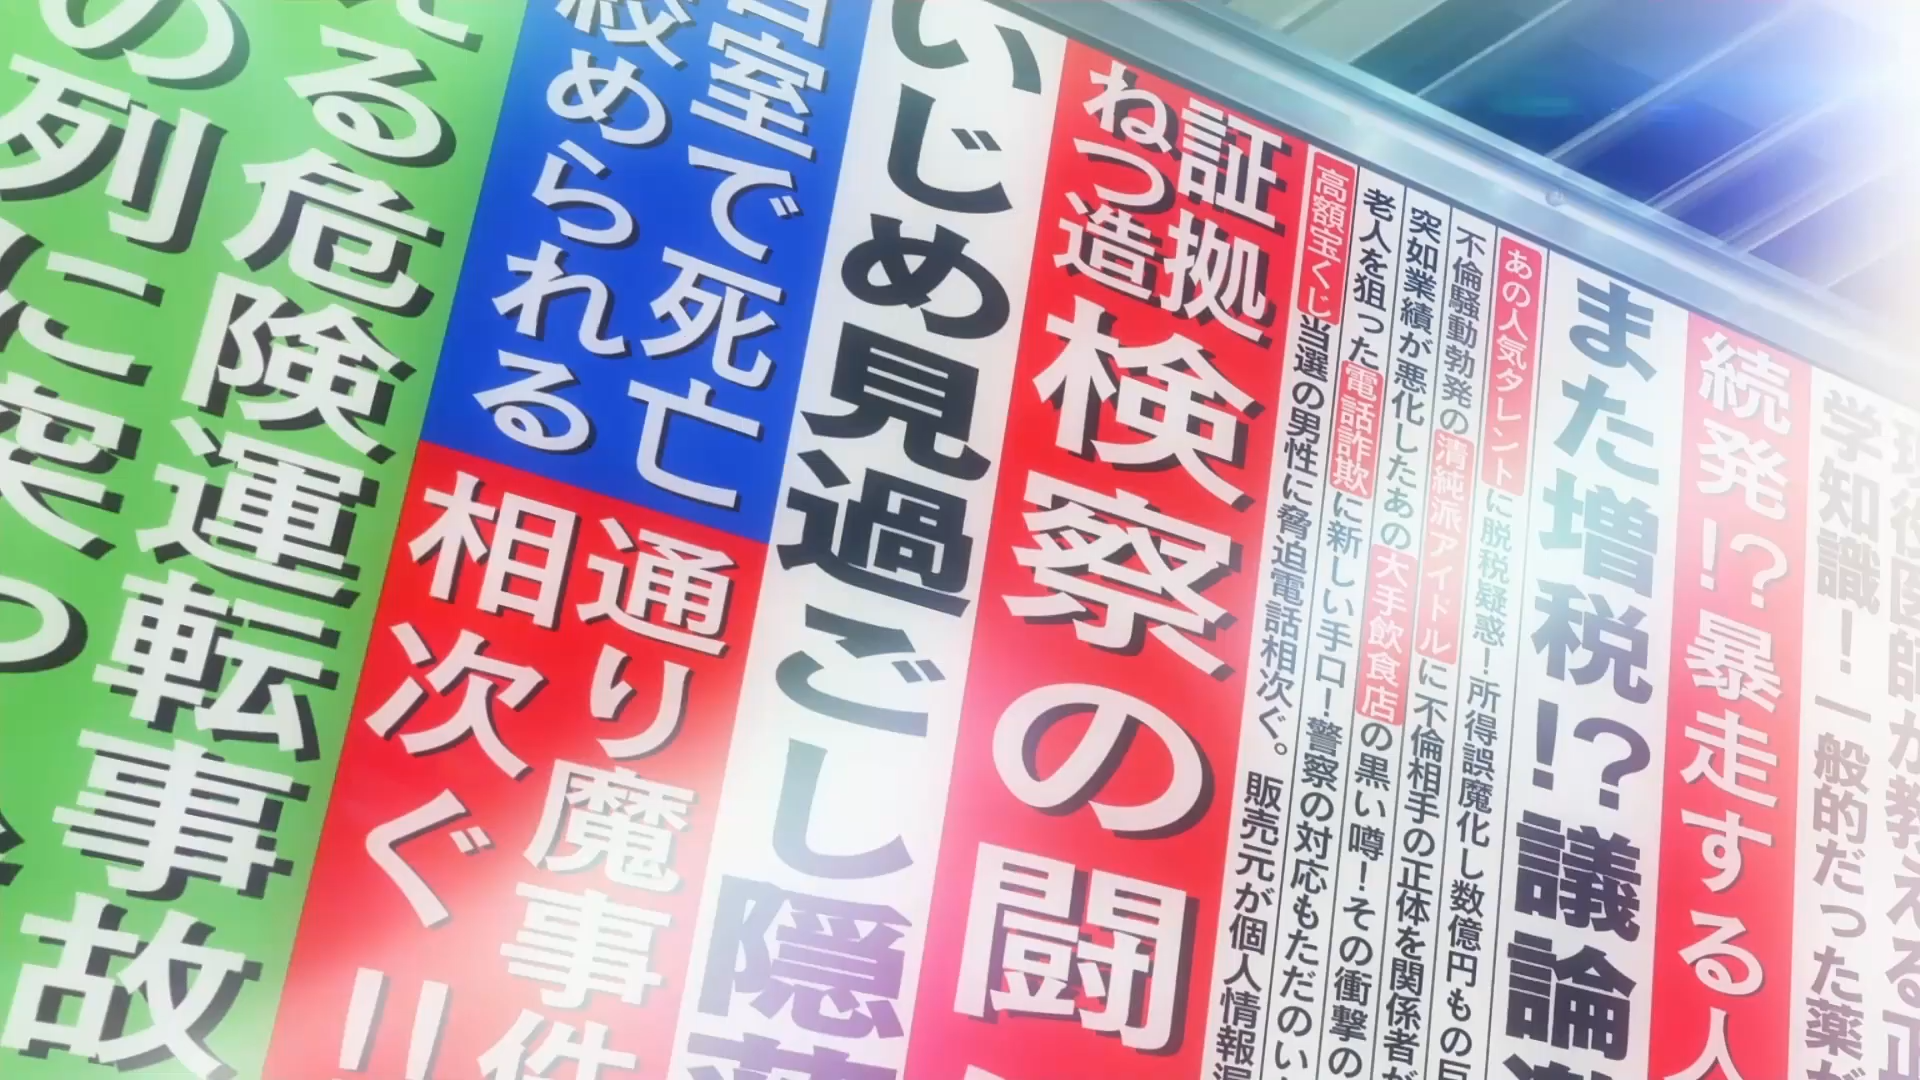 学知識！一般的だった薬
続発!?暴走する人
また増税!?議論
あの人気タレントに脱税疑惑！所得誤魔化し数億円もの
不倫騒動勃発の清純派アイドルに不倫相手の正体を関係者が
突如業績が悪化したあの大手飲食店の黒い噂！その衝撃の
老人を狙った電話詐欺に新しい手口！警察の対応もただのい
高額宝くじ当選の男性に脅迫電話相次ぐ。販売元が個人情報
証拠
ねつ造
検察の闘
いじめ見過ごし隠
室で死亡
絞められる
通り魔事件
相次ぐ!!
る危険運転事故
の列に突っ